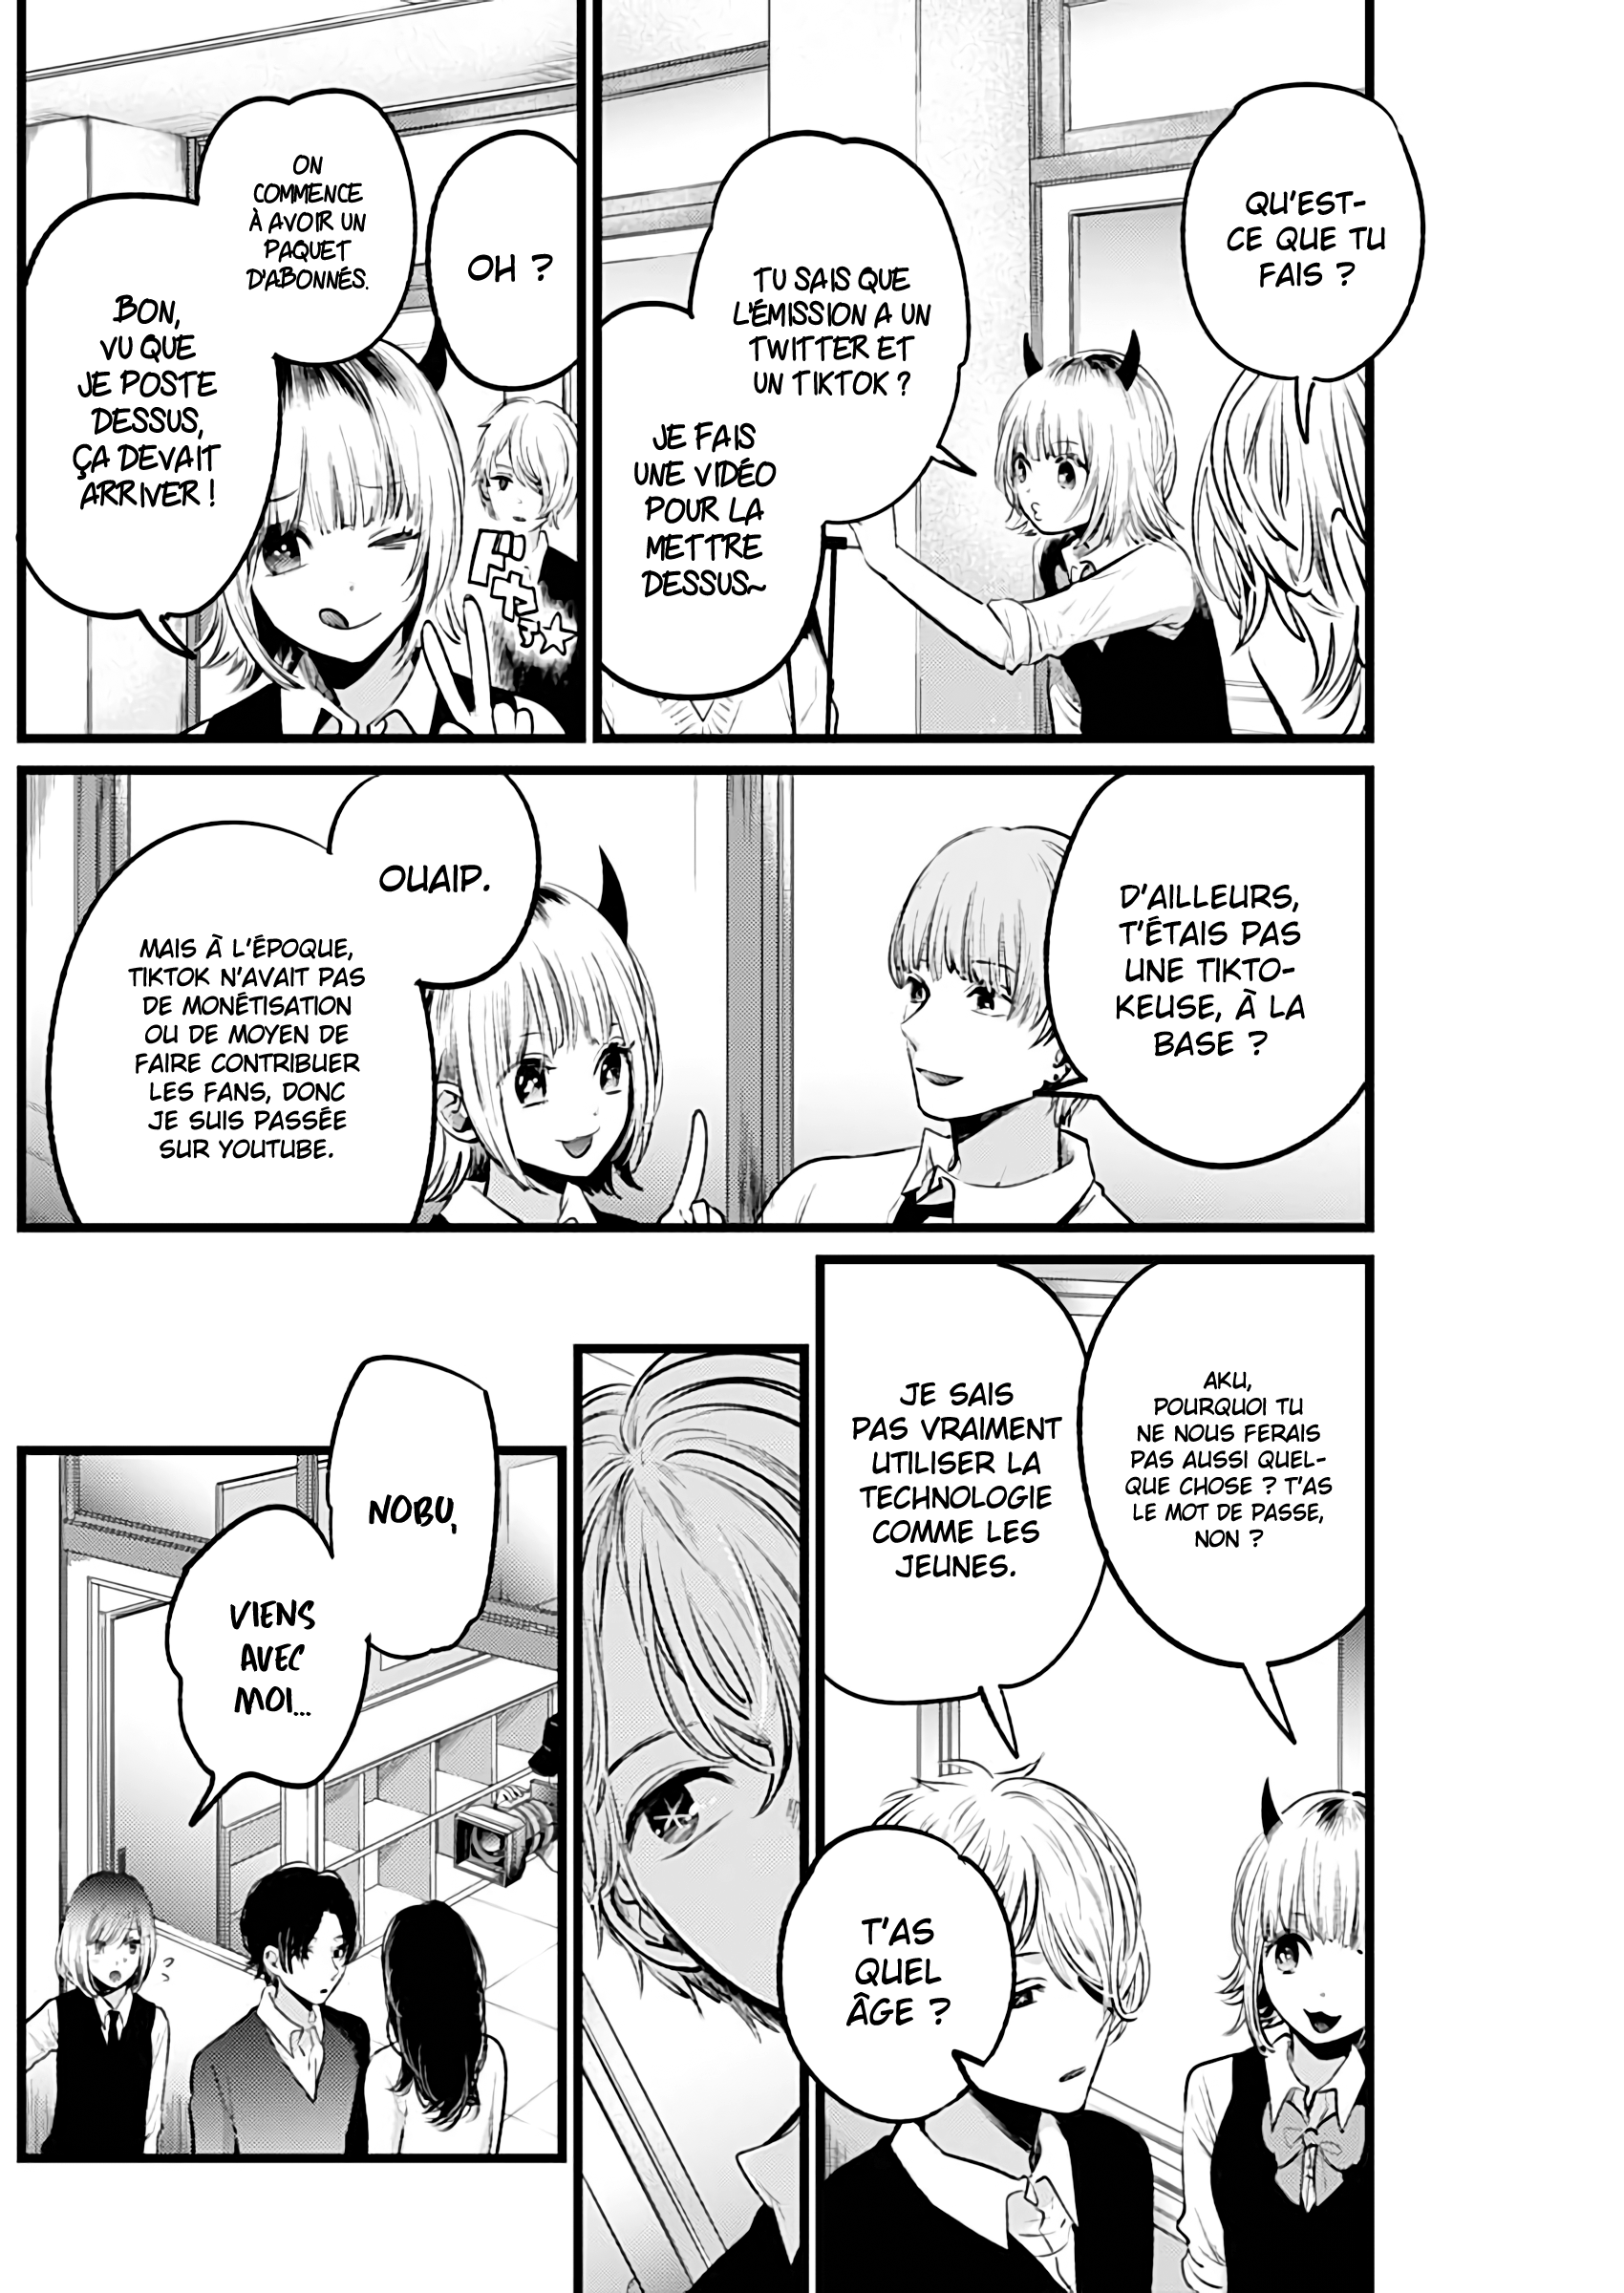 QU'EST-
CE QUE TU
FAIS ?
TU SAIS QUE
L'ÉMISSION A UN
TWITTER ET
UN TIKTOK ?
JE FAIS
UNE VIDÉO
POUR LA
METTRE
DESSUS~
OH ?
ON
COMMENCE
À AVOIR UN
PAQUET
D'ABONNÉS.
BON,
VU QUE
JE POSTE
DESSUS,
ÇA DEVAIT
ARRIVER !
ドヤァ☆
D'AILLEURS,
T'ÉTAIS PAS
UNE TIKTO-
KEUSE, À LA
BASE ?
OUAIP.
MAIS À L'ÉPOQUE,
TIKTOK N'AVAIT PAS
DE MONÉTISATION
OU DE MOYEN DE
FAIRE CONTRIBUER
LES FANS, DONC
JE SUIS PASSÉE
SUR YOUTUBE.
AKU,
POURQUOI TU
NE NOUS FERAIS
PAS AUSSI QUEL-
QUE CHOSE ? T'AS
LE MOT DE PASSE,
NON ?
JE SAIS
PAS VRAIMENT
UTILISER LA
TECHNOLOGIE
COMME LES
JEUNES.
T'AS
QUEL
ÂGE ?
NOBU,
VIENS
AVEC
MOI...